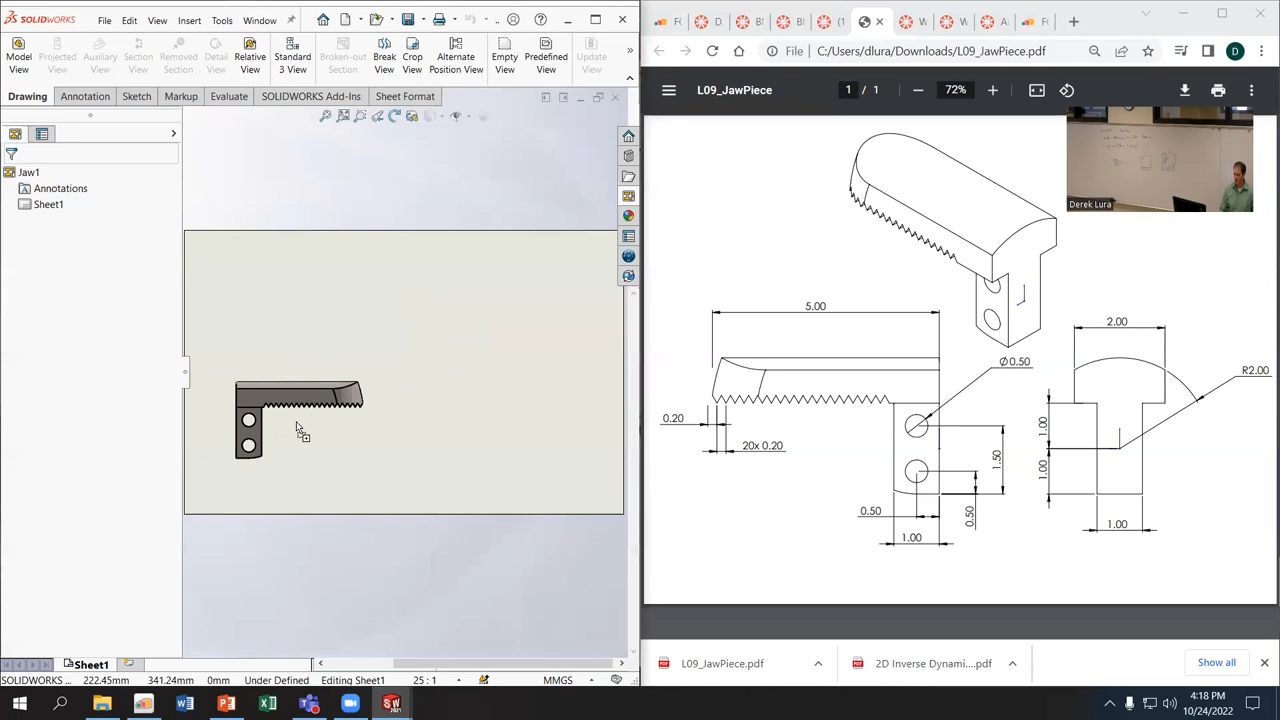 SOLIDWORKS
File Edit View Insert Tools Window
Model View
Projected View
Auxiliary View
Section View
Removed Section
Detail View
Relative View
Standard 3 View
Broken-out Section
Break View
Crop View
Alternate Position View
Empty View
Predefined View
Update View
Drawing Annotation Sketch Markup Evaluate SOLIDWORKS Add-Ins Sheet Format
Jaw1
Annotations
Sheet1
Sheet1
SOLIDWORKS 222.45mm 341.24mm 0mm Under Defined Editing Sheet1 25 : 1 MMGS
File C:/Users/dlura/Downloads/L09_JawPiece.pdf
D
L09_JawPiece 1 / 1 72%
Derek Lura
5.00
2.00
Ø0.50
R2.00
0.20
20x 0.20
1.50
1.00
1.00
0.50
0.50
1.00
1.00
L09_JawPiece.pdf
2D Inverse Dynami....pdf
Show all
4:18 PM
10/24/2022